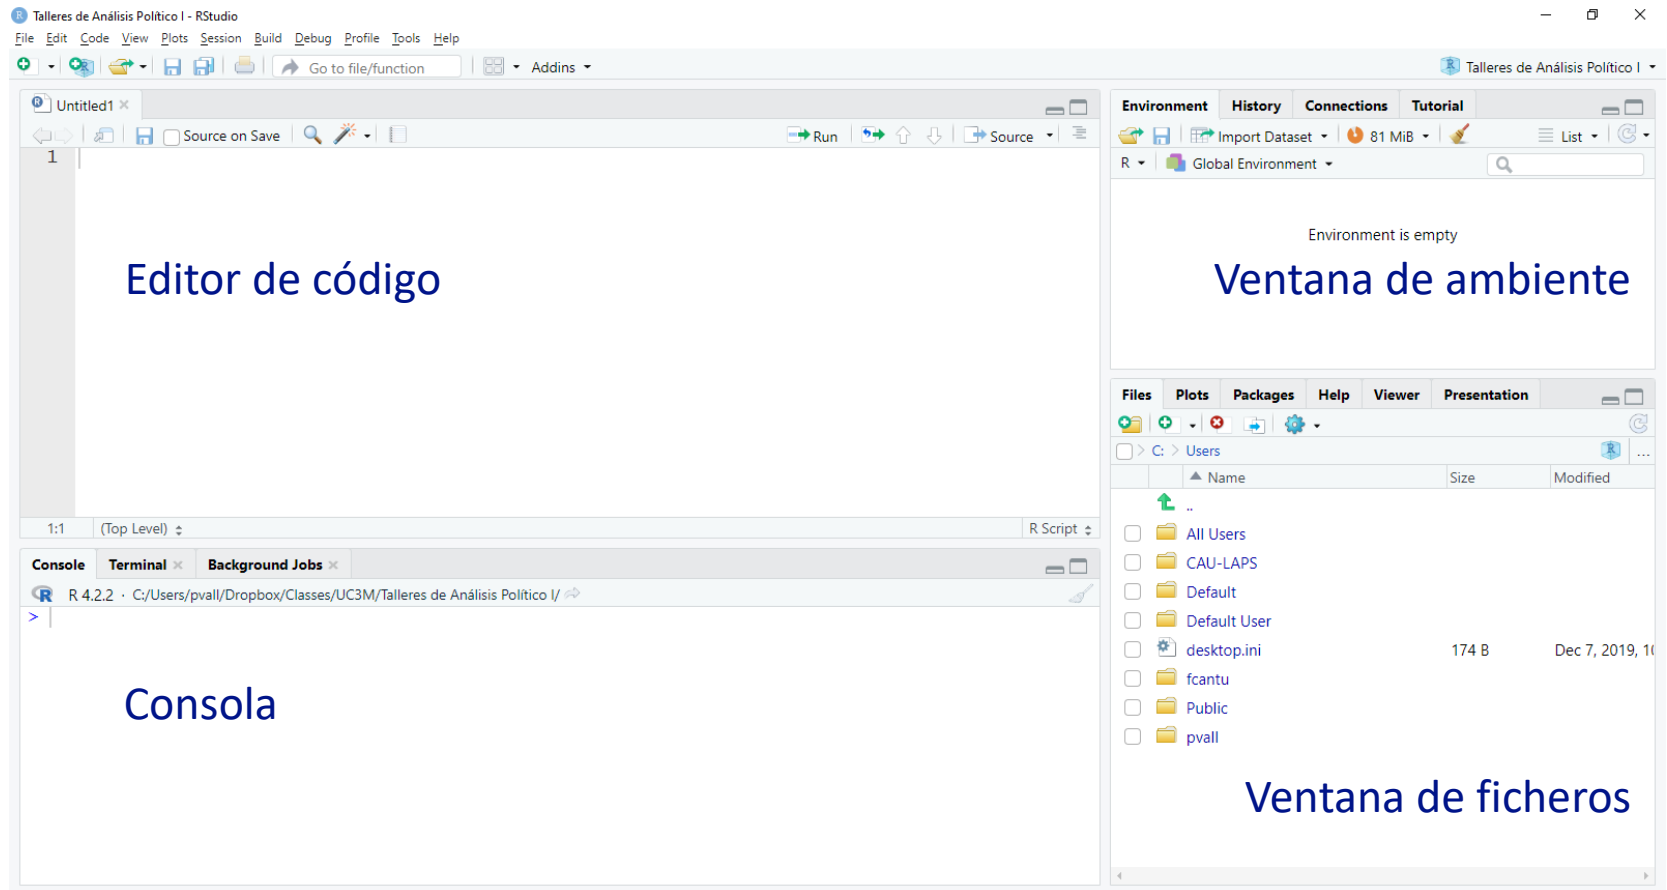 Talleres de Análisis Político I - RStudio
File Edit Code View Plots Session Build Debug Profile Tools Help
Go to file/function Addins Talleres de Análisis Político I
Untitled1
Source on Save Run Source
1
Editor de código
1:1 (Top Level) R Script
Console Terminal Background Jobs
R 4.2.2 · C:/Users/pvall/Dropbox/Classes/UC3M/Talleres de Análisis Político I/
>
Consola
Environment History Connections Tutorial
Import Dataset 81 MiB List
R Global Environment
Environment is empty
Ventana de ambiente
Files Plots Packages Help Viewer Presentation
C: Users ...
Name Size Modified
..
All Users
CAU-LAPS
Default
Default User
desktop.ini 174 B Dec 7, 2019, 1
fcantu
Public
pvall
Ventana de ficheros